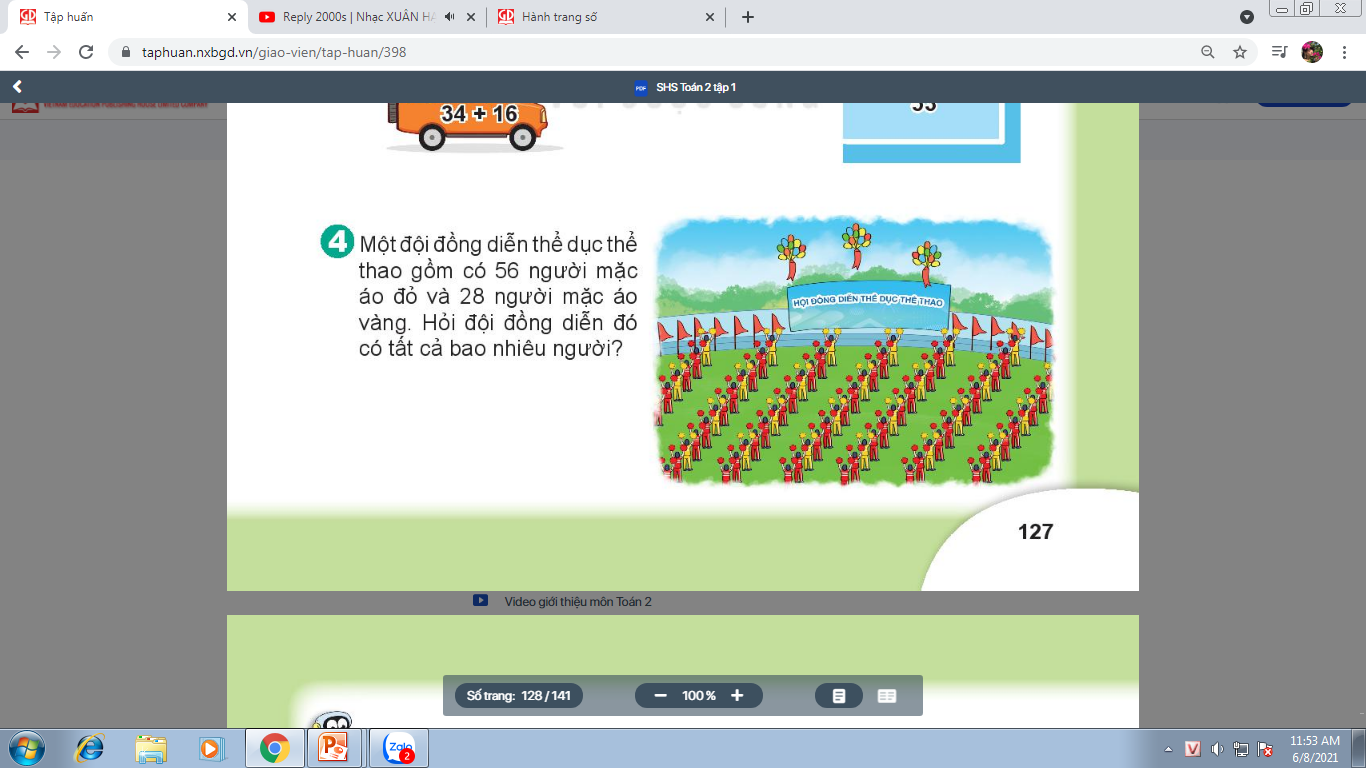 Tập huấn
Reply 2000s | Nhạc XUÂN HẠ
Hành trang số
taphuan.nxbgd.vn/giao-vien/tap-huan/398
SHS Toán 2 tập 1
34 + 16
4 Một đội đồng diễn thể dục thể
thao gồm có 56 người mặc
áo đỏ và 28 người mặc áo
vàng. Hỏi đội đồng diễn đó
có tất cả bao nhiêu người?
HỘI ĐỒNG DIỄN THỂ DỤC THỂ THAO
127
Video giới thiệu môn Toán 2
Số trang: 128 / 141
100 %
Zalo
2
11:53 AM
6/8/2021